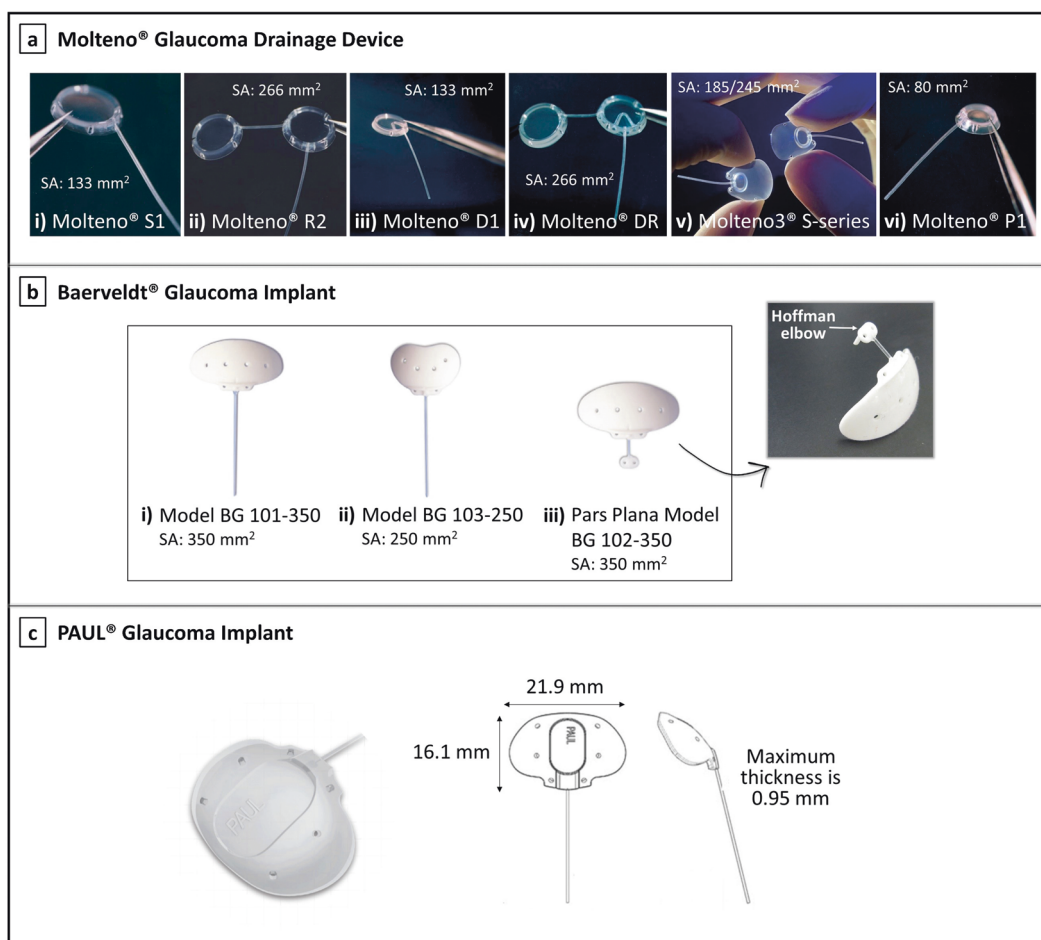 a Molteno® Glaucoma Drainage Device
SA: 133 mm²
i) Molteno® S1
SA: 266 mm²
ii) Molteno® R2
SA: 133 mm²
iii) Molteno® D1
SA: 266 mm²
iv) Molteno® DR
SA: 185/245 mm²
v) Molteno3® S-series
SA: 80 mm²
vi) Molteno® P1
b Baerveldt® Glaucoma Implant
i) Model BG 101-350
SA: 350 mm²
ii) Model BG 103-250
SA: 250 mm²
iii) Pars Plana Model
BG 102-350
SA: 350 mm²
Hoffman
elbow
c PAUL® Glaucoma Implant
PAUL
21.9 mm
16.1 mm
PAUL
Maximum
thickness is
0.95 mm